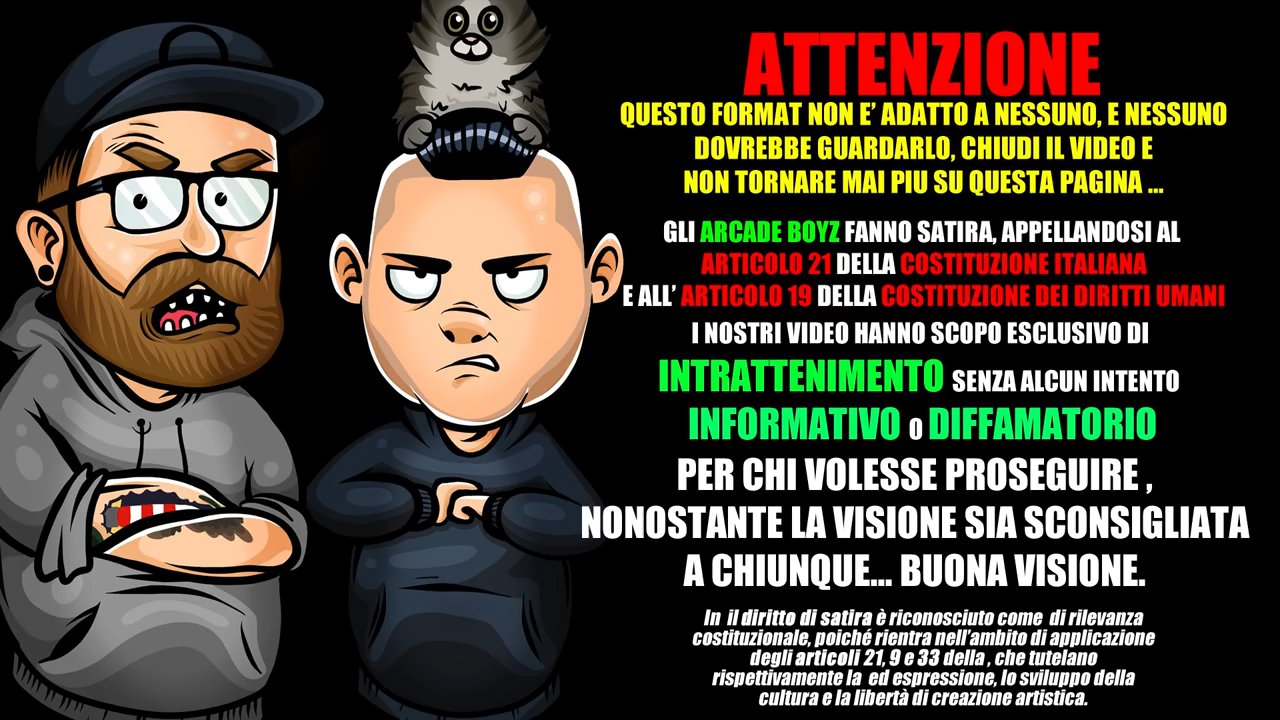 ATTENZIONE
QUESTO FORMAT NON E' ADATTO A NESSUNO, E NESSUNO
DOVREBBE GUARDARLO, CHIUDI IL VIDEO E
NON TORNARE MAI PIU SU QUESTA PAGINA ...
GLI ARCADE BOYZ FANNO SATIRA, APPELLANDOSI AL
ARTICOLO 21 DELLA COSTITUZIONE ITALIANA
E ALL' ARTICOLO 19 DELLA COSTITUZIONE DEI DIRITTI UMANI
I NOSTRI VIDEO HANNO SCOPO ESCLUSIVO DI
INTRATTENIMENTO SENZA ALCUN INTENTO
INFORMATIVO O DIFFAMATORIO
PER CHI VOLESSE PROSEGUIRE ,
NONOSTANTE LA VISIONE SIA SCONSIGLIATA
A CHIUNQUE... BUONA VISIONE.
In il diritto di satira è riconosciuto come di rilevanza
costituzionale, poiché rientra nell'ambito di applicazione
degli articoli 21, 9 e 33 della , che tutelano
rispettivamente la ed espressione, lo sviluppo della
cultura e la libertà di creazione artistica.